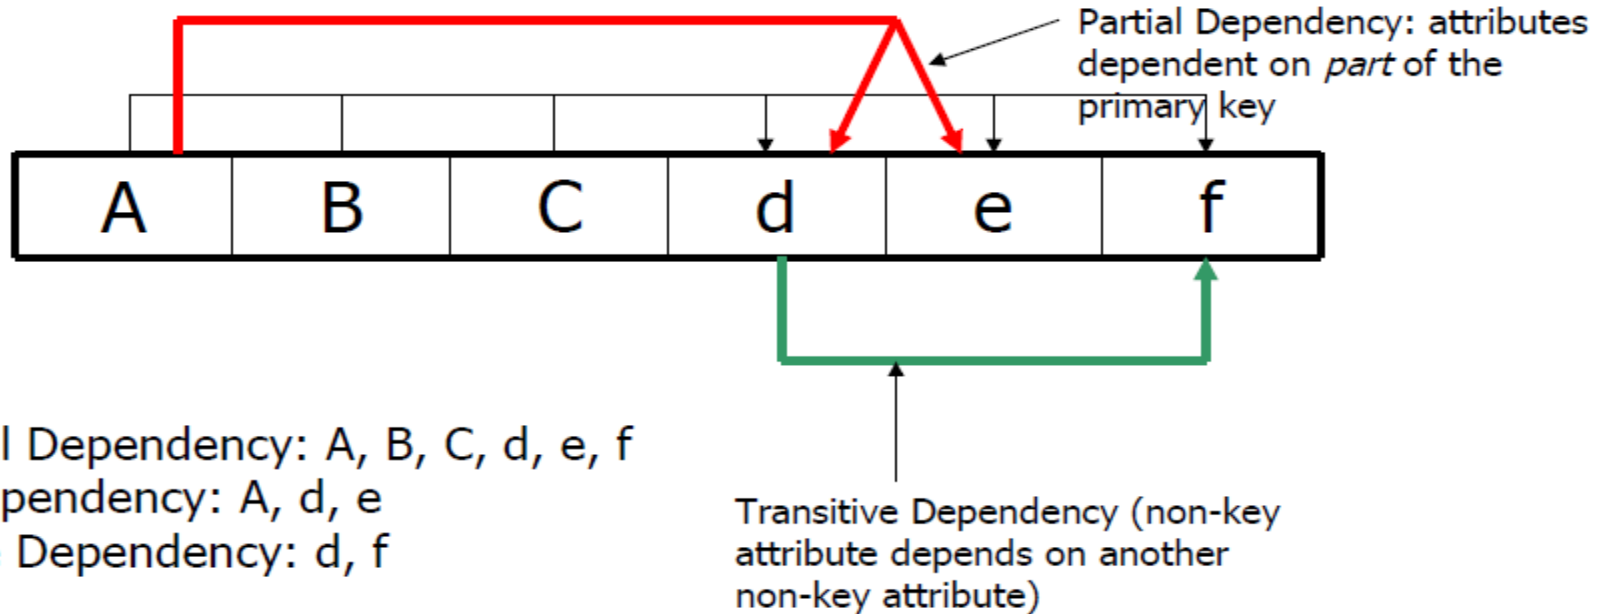 Partial Dependency: attributes
dependent on part of the
primary key
A B C d e f
l Dependency: A, B, C, d, e, f
pendency: A, d, e
Dependency: d, f
Transitive Dependency (non-key
attribute depends on another
non-key attribute)